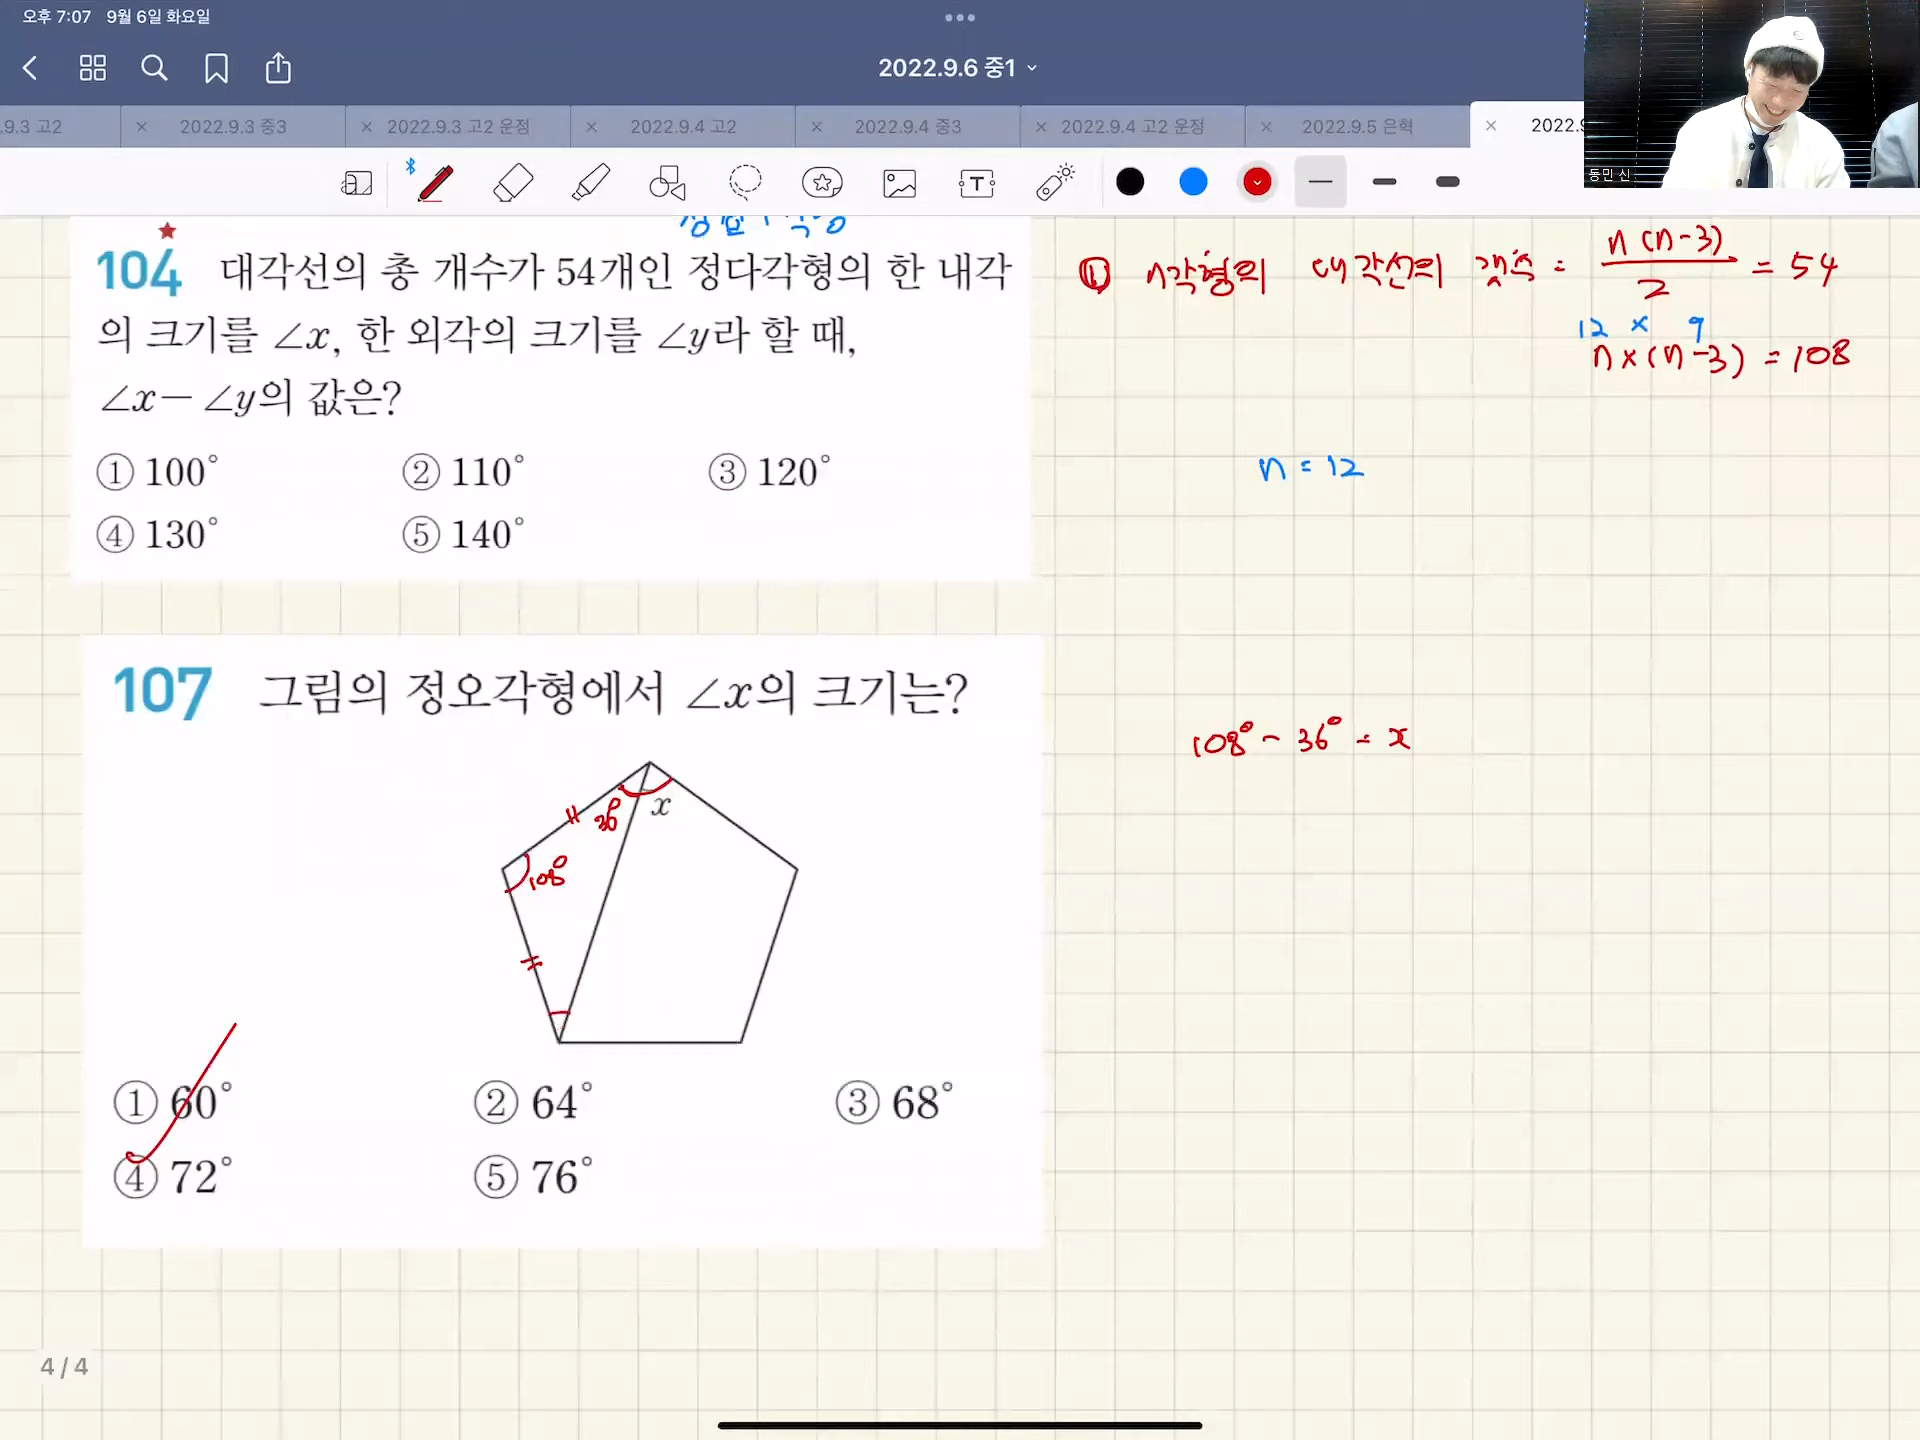 오후 7:07 9월 6일 화요일
2022.9.6 중1
.9.3 고2
2022.9.3 중3
2022.9.3 고2 운정
2022.9.4 고2
2022.9.4 중3
2022.9.4 고2 운정
2022.9.5 은혁
2022.9
동민 신
104 대각선의 총 개수가 54개인 정다각형의 한 내각
의 크기를 ∠x, 한 외각의 크기를 ∠y라 할 때,
∠x− ∠y의 값은?
① 100° ② 110° ③ 120°
④ 130° ⑤ 140°
① n각형의 대각선의 갯수 = n(n-3)/2 = 54
12 × 9
n×(n-3) = 108
n = 12
107 그림의 정오각형에서 ∠x의 크기는?
36° x
108°
① 60° ② 64° ③ 68°
④ 72° ⑤ 76°
108° - 36° = x
4 / 4